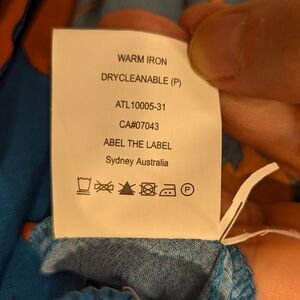 WARM IRON
DRYCLEANABLE (P)
ATL10005-31
CA#07043
ABEL THE LABEL
Sydney Australia
P